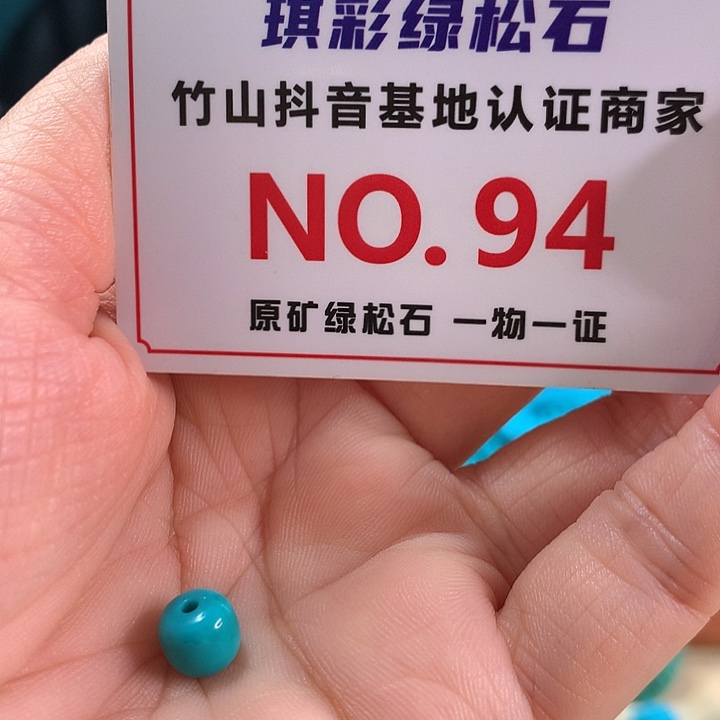 琪彩绿松石
竹山抖音基地认证商家
NO.94
原矿绿松石 一物一证